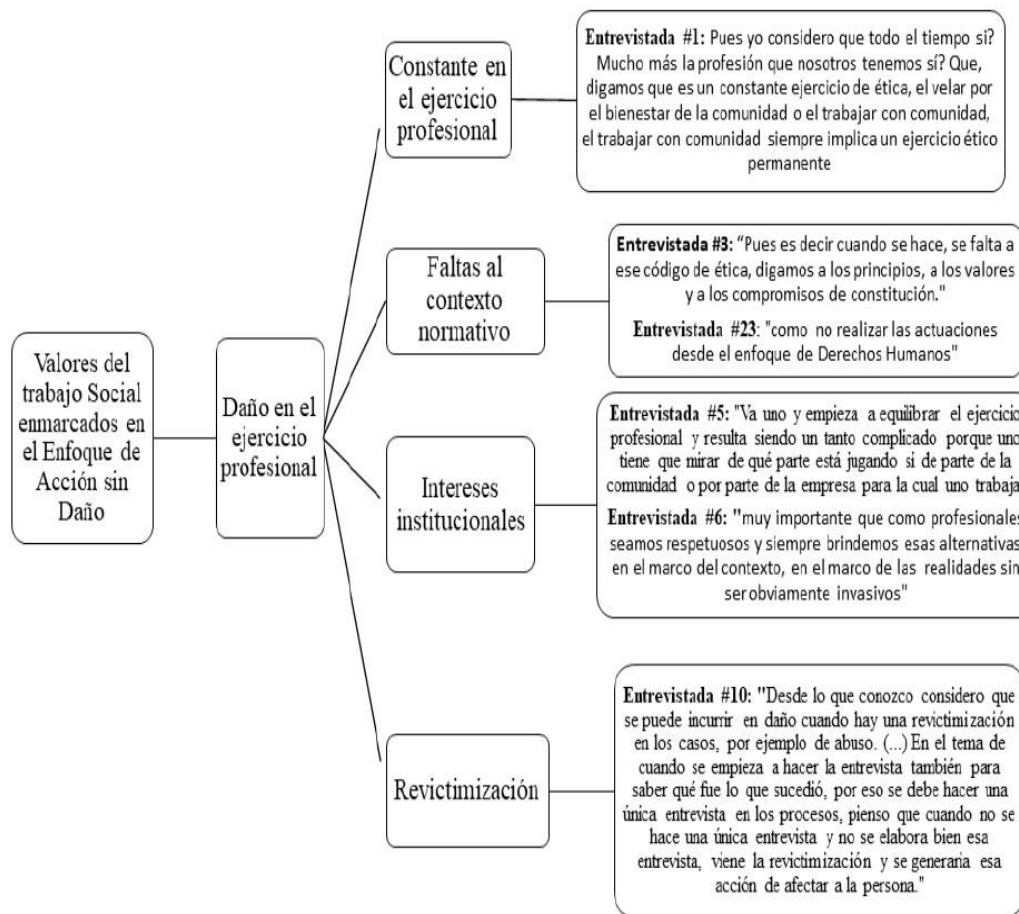 Valores del
trabajo Social
enmarcados en
el Enfoque de
Acción sin
Daño
Daño en el
ejercicio
profesional
Constante en
el ejercicio
profesional
Entrevistada #1: Pues yo considero que todo el tiempo si?
Mucho más la profesión que nosotros tenemos sí? Que,
digamos que es un constante ejercicio de ética, el velar por
el bienestar de la comunidad o el trabajar con comunidad,
el trabajar con comunidad siempre implica un ejercicio ético
permanente
Faltas al
contexto
normativo
Entrevistada #3: “Pues es decir cuando se hace, se falta a
ese código de ética, digamos a los principios, a los valores
y a los compromisos de constitución."
Entrevistada #23: "como no realizar las actuaciones
desde el enfoque de Derechos Humanos"
Intereses
institucionales
Entrevistada #5: "Va uno y empieza a equilibrar el ejercicio
profesional y resulta siendo un tanto complicado porque uno
tiene que mirar de qué parte está jugando si de parte de la
comunidad o por parte de la empresa para la cual uno trabaja
Entrevistada #6: "muy importante que como profesionales
seamos respetuosos y siempre brindemos esas alternativas
en el marco del contexto, en el marco de las realidades sin
ser obviamente invasivos"
Revictimización
Entrevistada #10: "Desde lo que conozco considero que
se puede incurrir en daño cuando hay una revictimización
en los casos, por ejemplo de abuso. (...) En el tema de
cuando se empieza a hacer la entrevista también para
saber qué fue lo que sucedió, por eso se debe hacer una
única entrevista en los procesos, pienso que cuando no se
hace una única entrevista y no se elabora bien esa
entrevista, viene la revictimización y se generaria esa
acción de afectar a la persona."